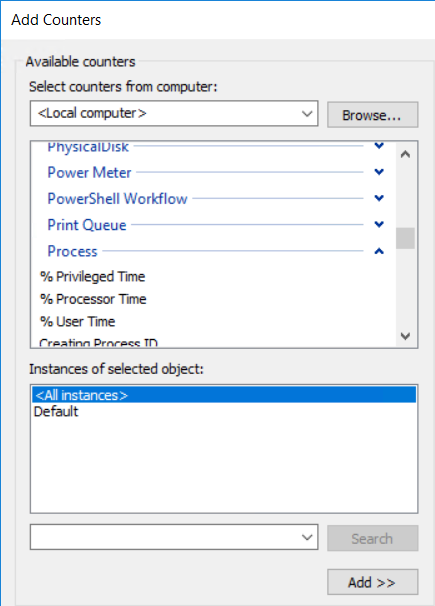 Add Counters
Available counters
Select counters from computer:
<Local computer>
Browse...
PhysicalDisk
Power Meter
PowerShell Workflow
Print Queue
Process
% Privileged Time
% Processor Time
% User Time
Creating Process ID
Instances of selected object:
<All instances>
Default
Search
Add >>